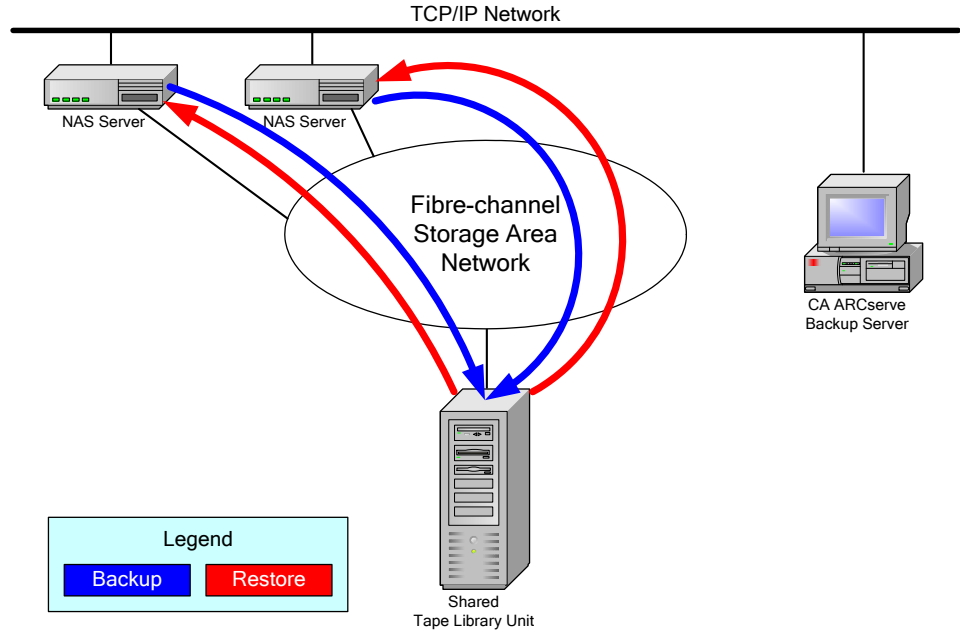 TCP/IP Network
NAS Server
NAS Server
Fibre-channel
Storage Area
Network
CA ARCserve
Backup Server
Legend
Backup
Restore
Shared
Tape Library Unit